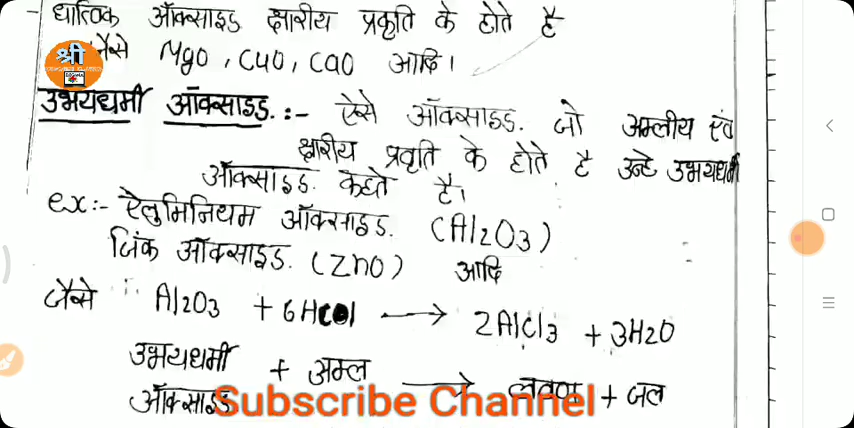 - धात्विक ऑक्साइड क्षारीय प्रकृति के होते है
जैसे MgO, CuO, CaO आदि।
श्री
उभयधर्मी ऑक्साइड :- ऐसे ऑक्साइड जो अम्लीय एवं
क्षारीय प्रवृति के होते है उन्हे उभयधर्मी
ऑक्साइड कहते है।
ex:- ऐलुमिनियम ऑक्साइड (Al2O3)
जिंक ऑक्साइड (ZnO) आदि
जैसे Al2O3 + 6HCl → 2AlCl3 + 3H2O
उभयधर्मी + अम्ल → लवण + जल
ऑक्साइड
Subscribe Channel